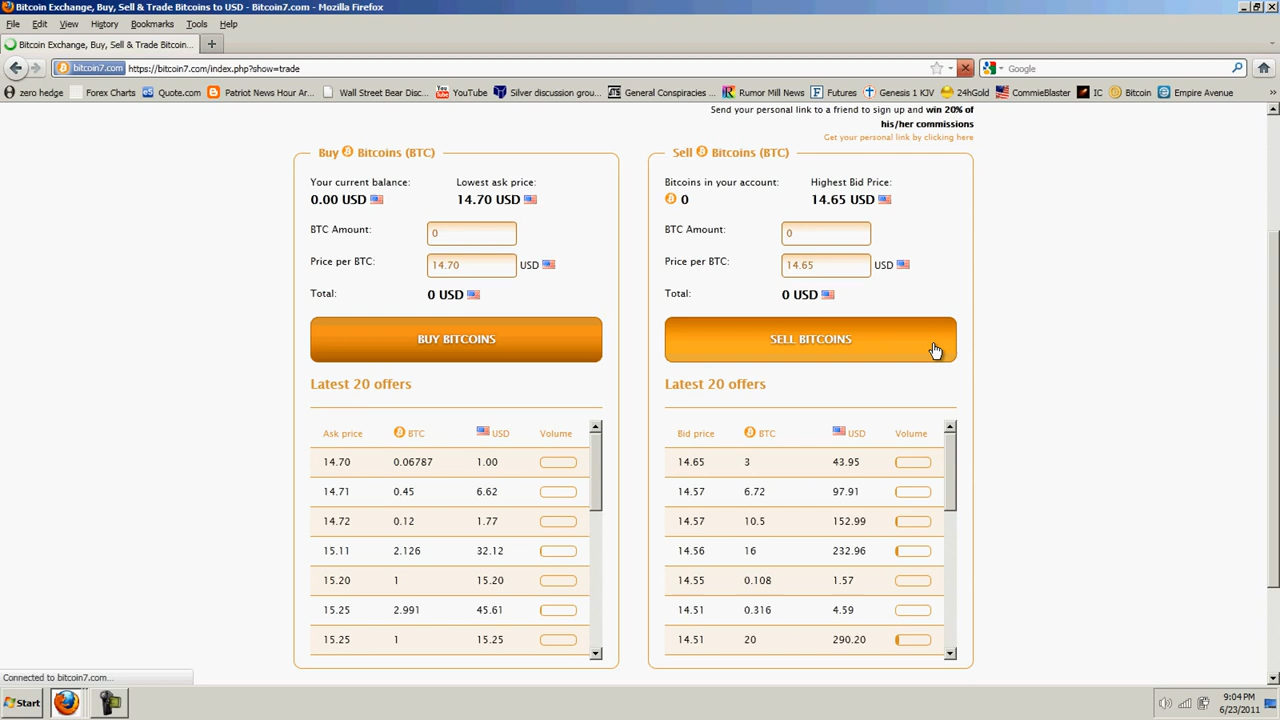 Bitcoin Exchange, Buy, Sell & Trade Bitcoins to USD - Bitcoin7.com - Mozilla Firefox
File Edit View History Bookmarks Tools Help
Bitcoin Exchange, Buy, Sell & Trade Bitcoin...
bitcoin7.com https://bitcoin7.com/index.php?show=trade Google
zero hedge Forex Charts Quote.com Patriot News Hour Ar... Wall Street Bear Disc... YouTube Silver discussion grou... General Conspiracies ... Rumor Mill News Futures Genesis 1 KJV 24hGold CommieBlaster IC Bitcoin Empire Avenue »
Send your personal link to a friend to sign up and win 20% of
his/her commissions
Get your personal link by clicking here
Buy Bitcoins (BTC)
Your current balance: Lowest ask price:
0.00 USD 14.70 USD
BTC Amount: 0
Price per BTC: 14.70 USD
Total: 0 USD
BUY BITCOINS
Latest 20 offers
Ask price BTC USD Volume
14.70 0.06787 1.00
14.71 0.45 6.62
14.72 0.12 1.77
15.11 2.126 32.12
15.20 1 15.20
15.25 2.991 45.61
15.25 1 15.25
Sell Bitcoins (BTC)
Bitcoins in your account: Highest Bid Price:
0 14.65 USD
BTC Amount: 0
Price per BTC: 14.65 USD
Total: 0 USD
SELL BITCOINS
Latest 20 offers
Bid price BTC USD Volume
14.65 3 43.95
14.57 6.72 97.91
14.57 10.5 152.99
14.56 16 232.96
14.55 0.108 1.57
14.51 0.316 4.59
14.51 20 290.20
Connected to bitcoin7.com...
Start
9:04 PM
6/23/2011